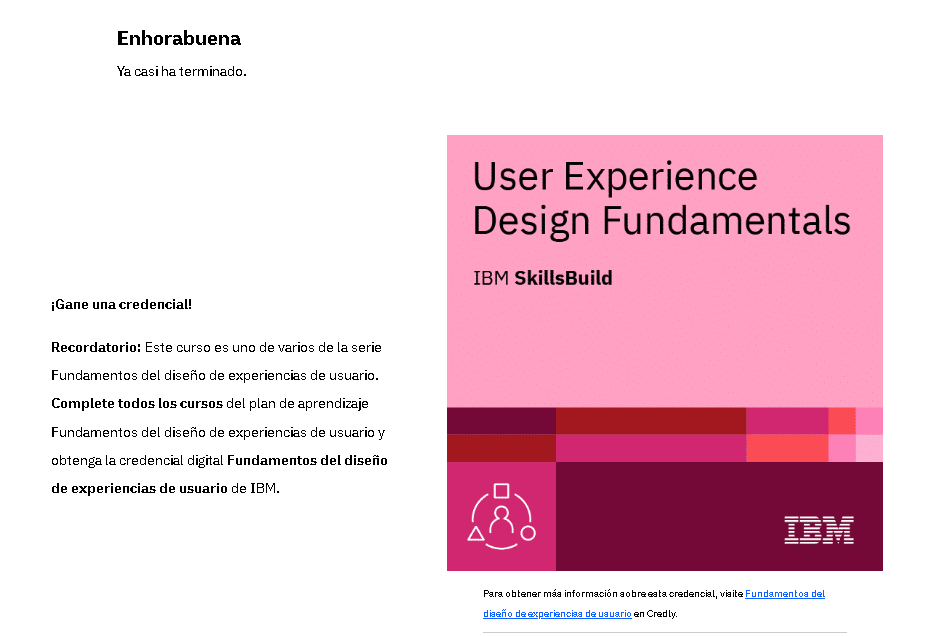 Enhorabuena
Ya casi ha terminado.
User Experience
Design Fundamentals
IBM SkillsBuild
¡Gane una credencial!
Recordatorio: Este curso es uno de varios de la serie
Fundamentos del diseño de experiencias de usuario.
Complete todos los cursos del plan de aprendizaje
Fundamentos del diseño de experiencias de usuario y
obtenga la credencial digital Fundamentos del diseño
de experiencias de usuario de IBM.
IBM
Para obtener más información sobre esta credencial, visite Fundamentos del
diseño de experiencias de usuario en Credly.